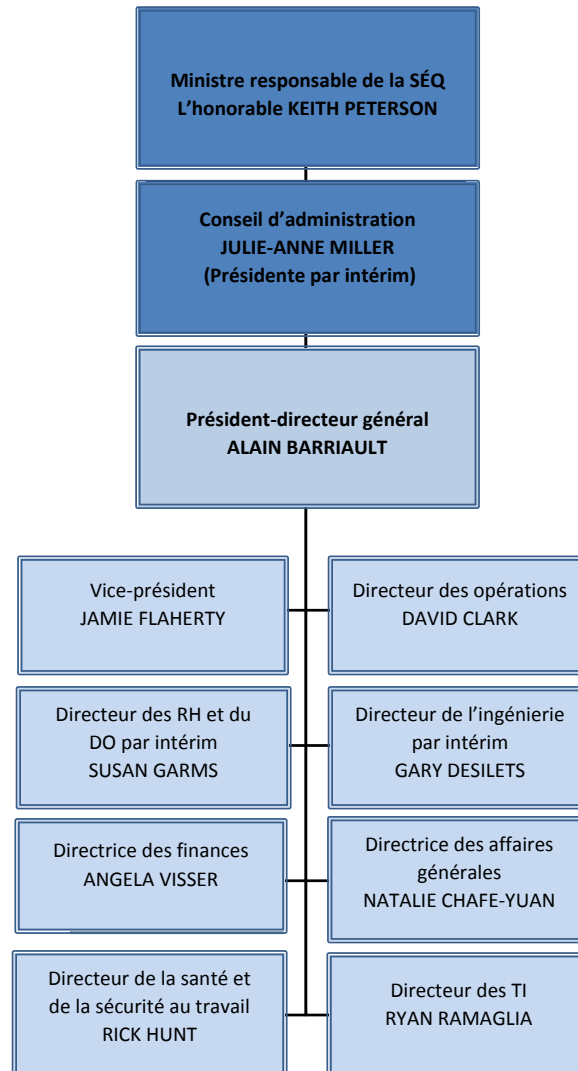 Ministre responsable de la SÉQ
L’honorable KEITH PETERSON
Conseil d’administration
JULIE-ANNE MILLER
(Présidente par intérim)
Président-directeur général
ALAIN BARRIAULT
Vice-président
JAMIE FLAHERTY
Directeur des opérations
DAVID CLARK
Directeur des RH et du
DO par intérim
SUSAN GARMS
Directeur de l’ingénierie
par intérim
GARY DESILETS
Directrice des finances
ANGELA VISSER
Directrice des affaires
générales
NATALIE CHAFE-YUAN
Directeur de la santé et
de la sécurité au travail
RICK HUNT
Directeur des TI
RYAN RAMAGLIA